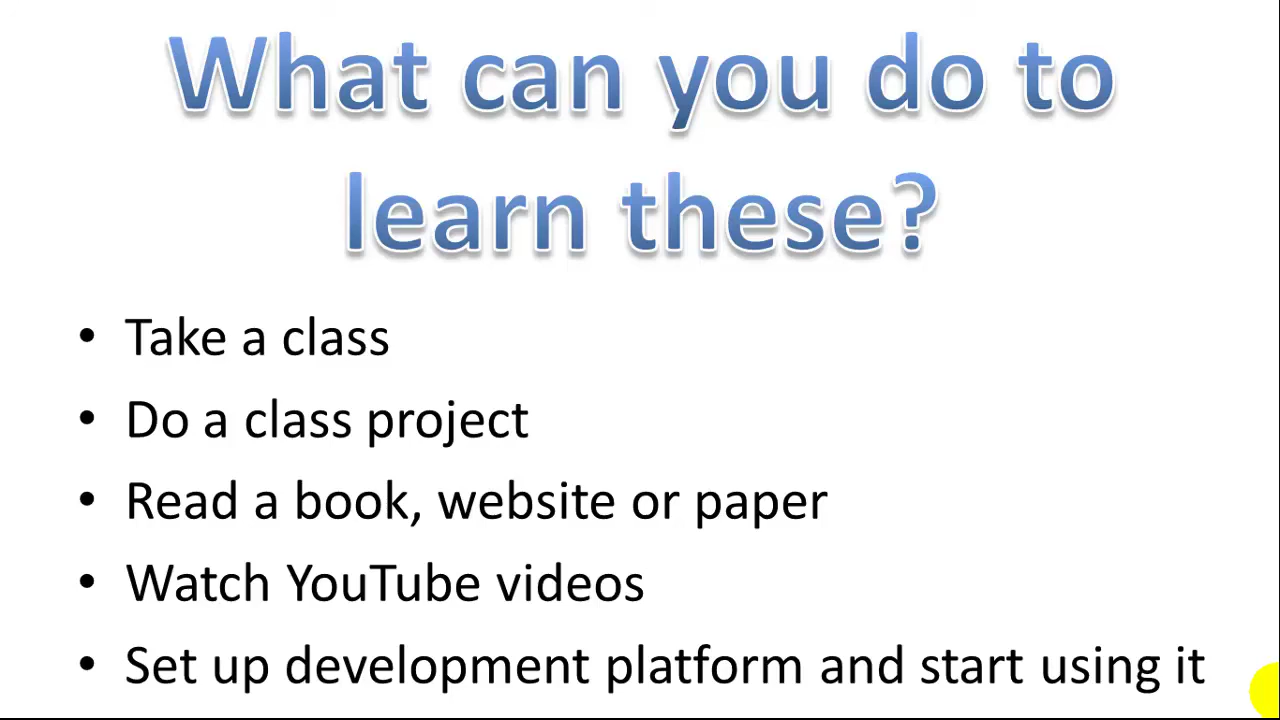 What can you do to
learn these?
• Take a class
• Do a class project
• Read a book, website or paper
• Watch YouTube videos
• Set up development platform and start using it